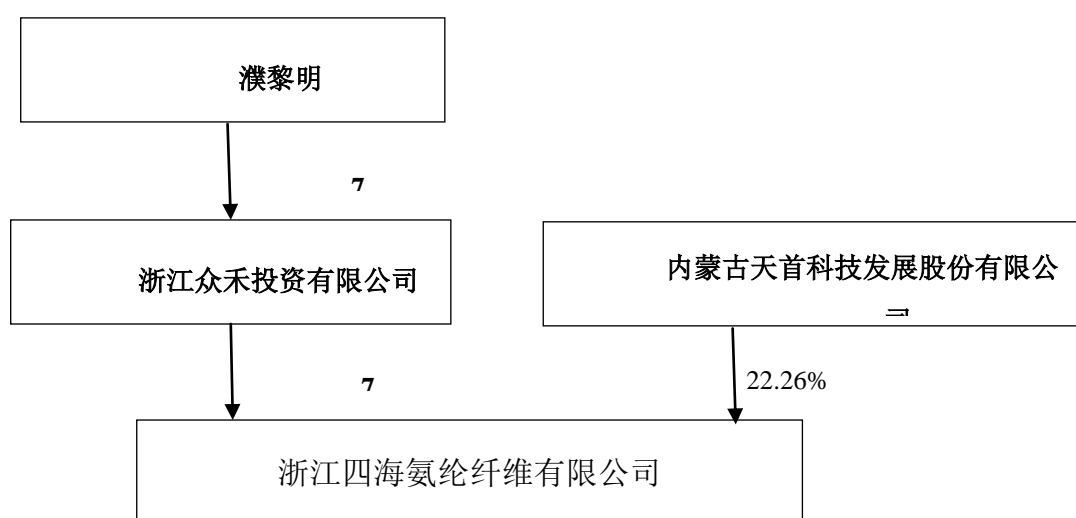 濮黎明
7
浙江众禾投资有限公司
内蒙古天首科技发展股份有限公
7
22.26%
浙江四海氨纶纤维有限公司